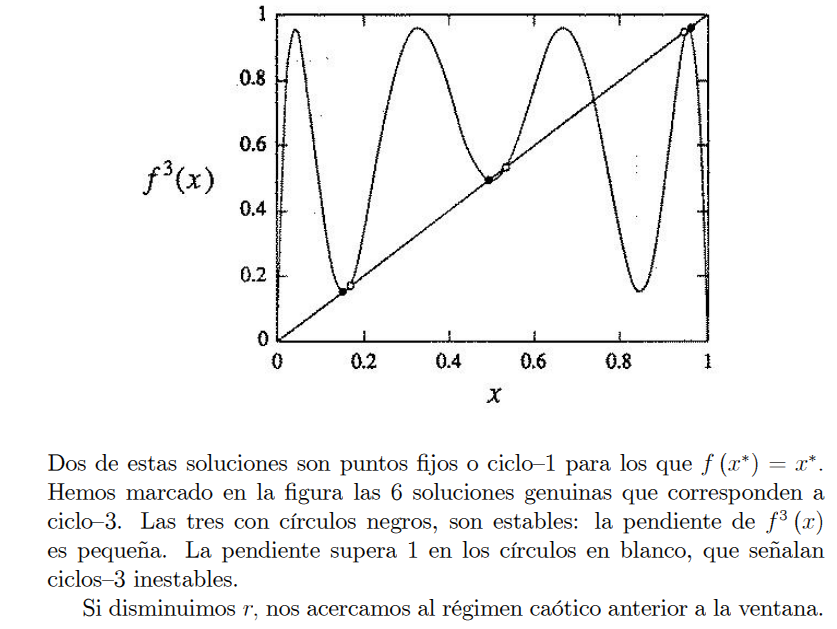 1
0.8
0.6
f³(x)
0.4
0.2
0
0 0.2 0.4 0.6 0.8 1
x
Dos de estas soluciones son puntos fijos o ciclo–1 para los que f (x*) = x*.
Hemos marcado en la figura las 6 soluciones genuinas que corresponden a
ciclo–3. Las tres con círculos negros, son estables: la pendiente de f³ (x)
es pequeña. La pendiente supera 1 en los círculos en blanco, que señalan
ciclos–3 inestables.
Si disminuimos r, nos acercamos al régimen caótico anterior a la ventana.